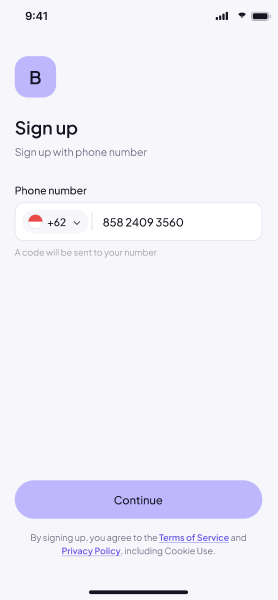 9:41
B
Sign up
Sign up with phone number
Phone number
+62 858 2409 3560
A code will be sent to your number
Continue
By signing up, you agree to the Terms of Service and
Privacy Policy, including Cookie Use.